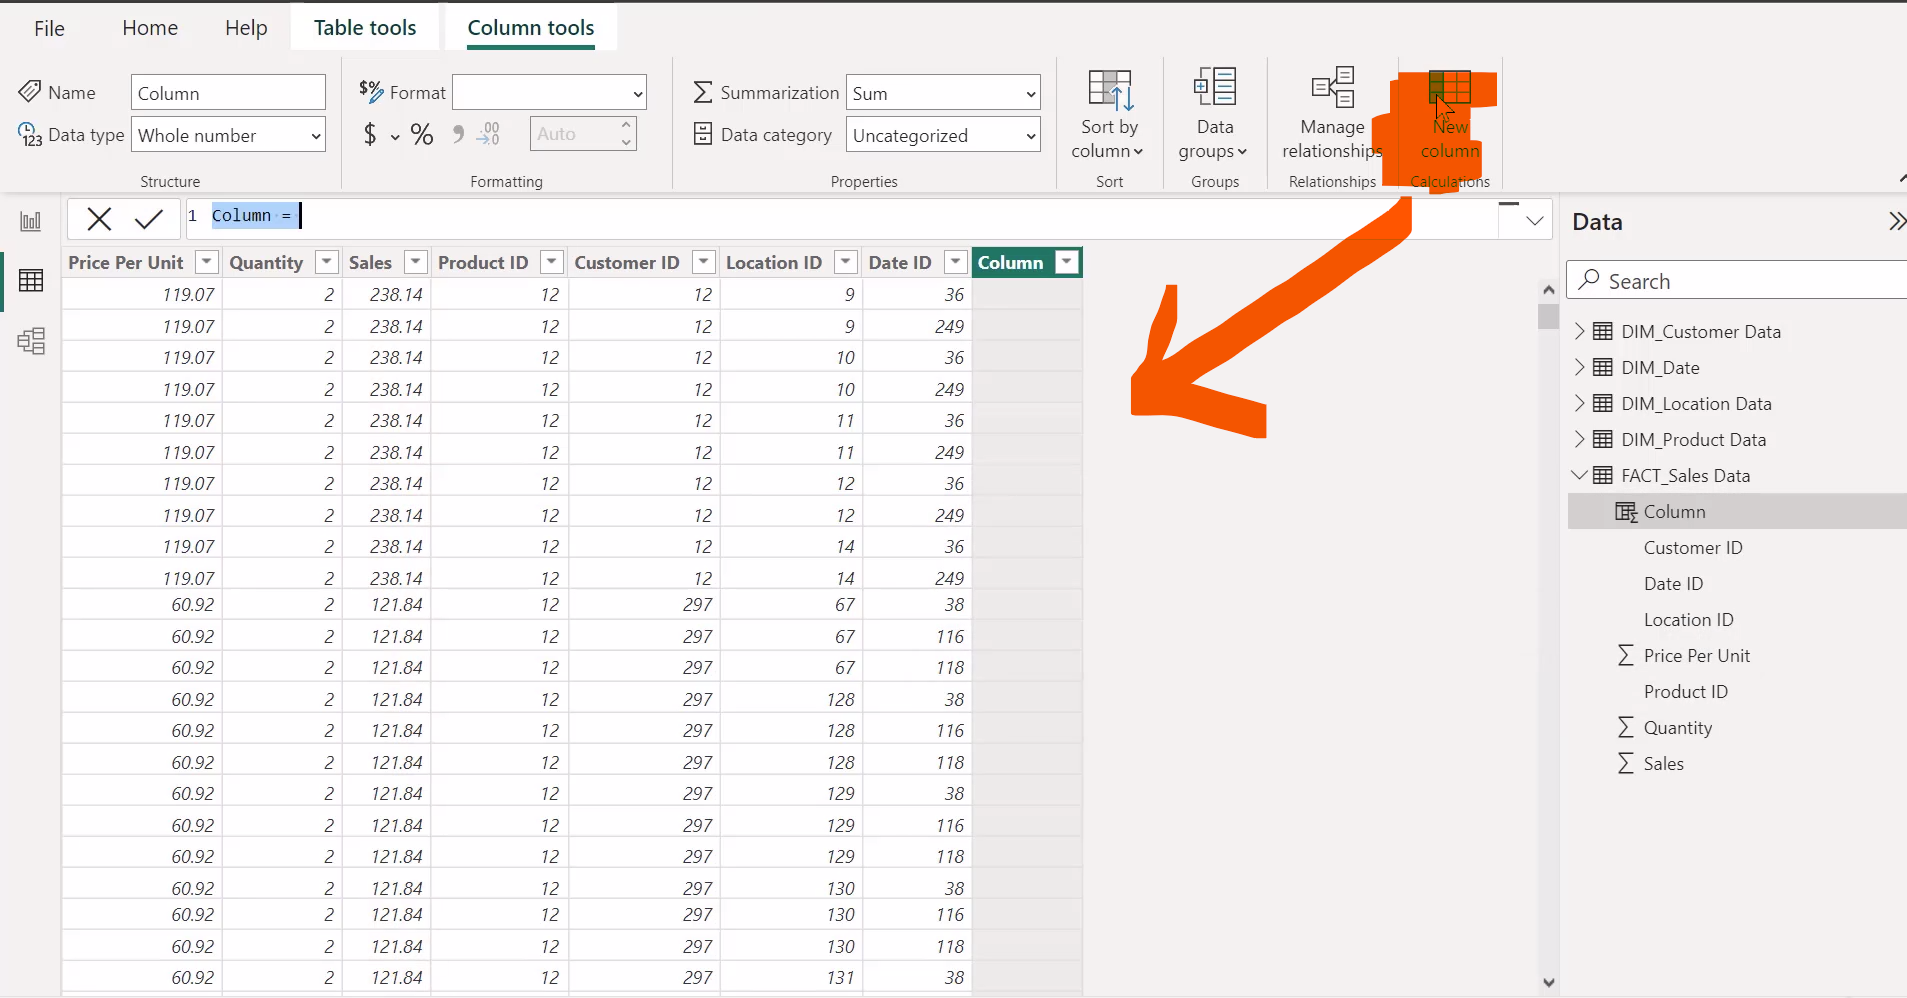 File Home Help Table tools Column tools
Name Column Format Summarization Sum Sort by column Data groups Manage relationships New column
123 Data type Whole number $ % 9 .00 →.0 Auto Data category Uncategorized
Structure Formatting Properties Sort Groups Relationships Calculations
1 Column =
Data
Search
Price Per Unit Quantity Sales Product ID Customer ID Location ID Date ID Column
119.07 2 238.14 12 12 9 36
119.07 2 238.14 12 12 9 249
119.07 2 238.14 12 12 10 36
119.07 2 238.14 12 12 10 249
119.07 2 238.14 12 12 11 36
119.07 2 238.14 12 12 11 249
119.07 2 238.14 12 12 12 36
119.07 2 238.14 12 12 12 249
119.07 2 238.14 12 12 14 36
119.07 2 238.14 12 12 14 249
60.92 2 121.84 12 297 67 38
60.92 2 121.84 12 297 67 116
60.92 2 121.84 12 297 67 118
60.92 2 121.84 12 297 128 38
60.92 2 121.84 12 297 128 116
60.92 2 121.84 12 297 128 118
60.92 2 121.84 12 297 129 38
60.92 2 121.84 12 297 129 116
60.92 2 121.84 12 297 129 118
60.92 2 121.84 12 297 130 38
60.92 2 121.84 12 297 130 116
60.92 2 121.84 12 297 130 118
60.92 2 121.84 12 297 131 38
DIM_Customer Data
DIM_Date
DIM_Location Data
DIM_Product Data
FACT_Sales Data
Column
Customer ID
Date ID
Location ID
Price Per Unit
Product ID
Quantity
Sales